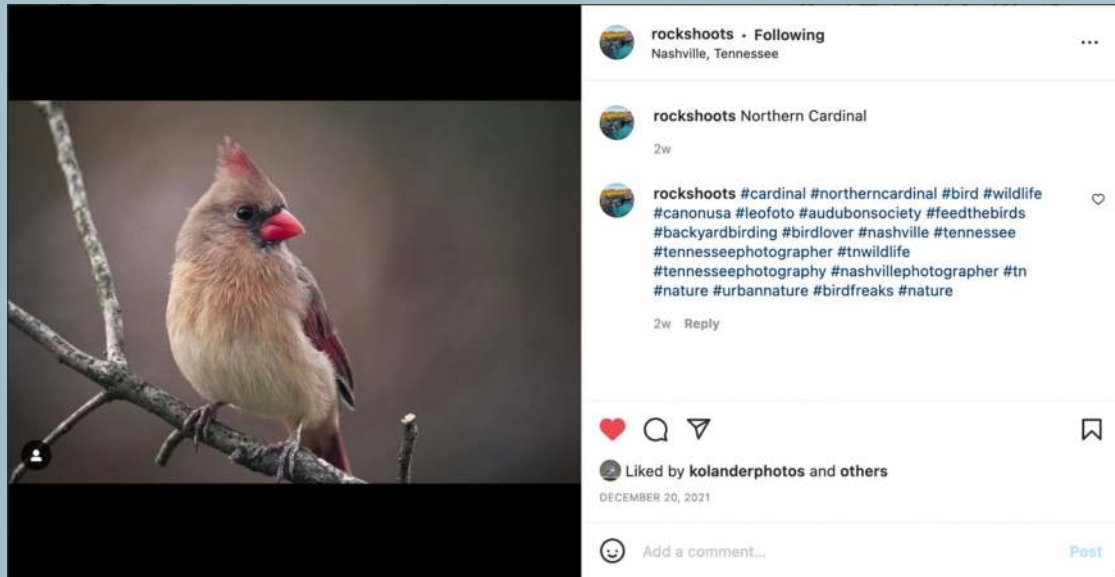 rockshoots • Following
Nashville, Tennessee
rockshoots Northern Cardinal
2w
rockshoots #cardinal #northerncardinal #bird #wildlife
#canonusa #leofoto #audubonsociety #feedthebirds
#backyardbirding #birdlover #nashville #tennessee
#tennesseephotographer #tnwildlife
#tennesseephotography #nashvillephotographer #tn
#nature #urbannature #birdfreaks #nature
2w Reply
Liked by kolanderphotos and others
DECEMBER 20, 2021
Add a comment...
Post